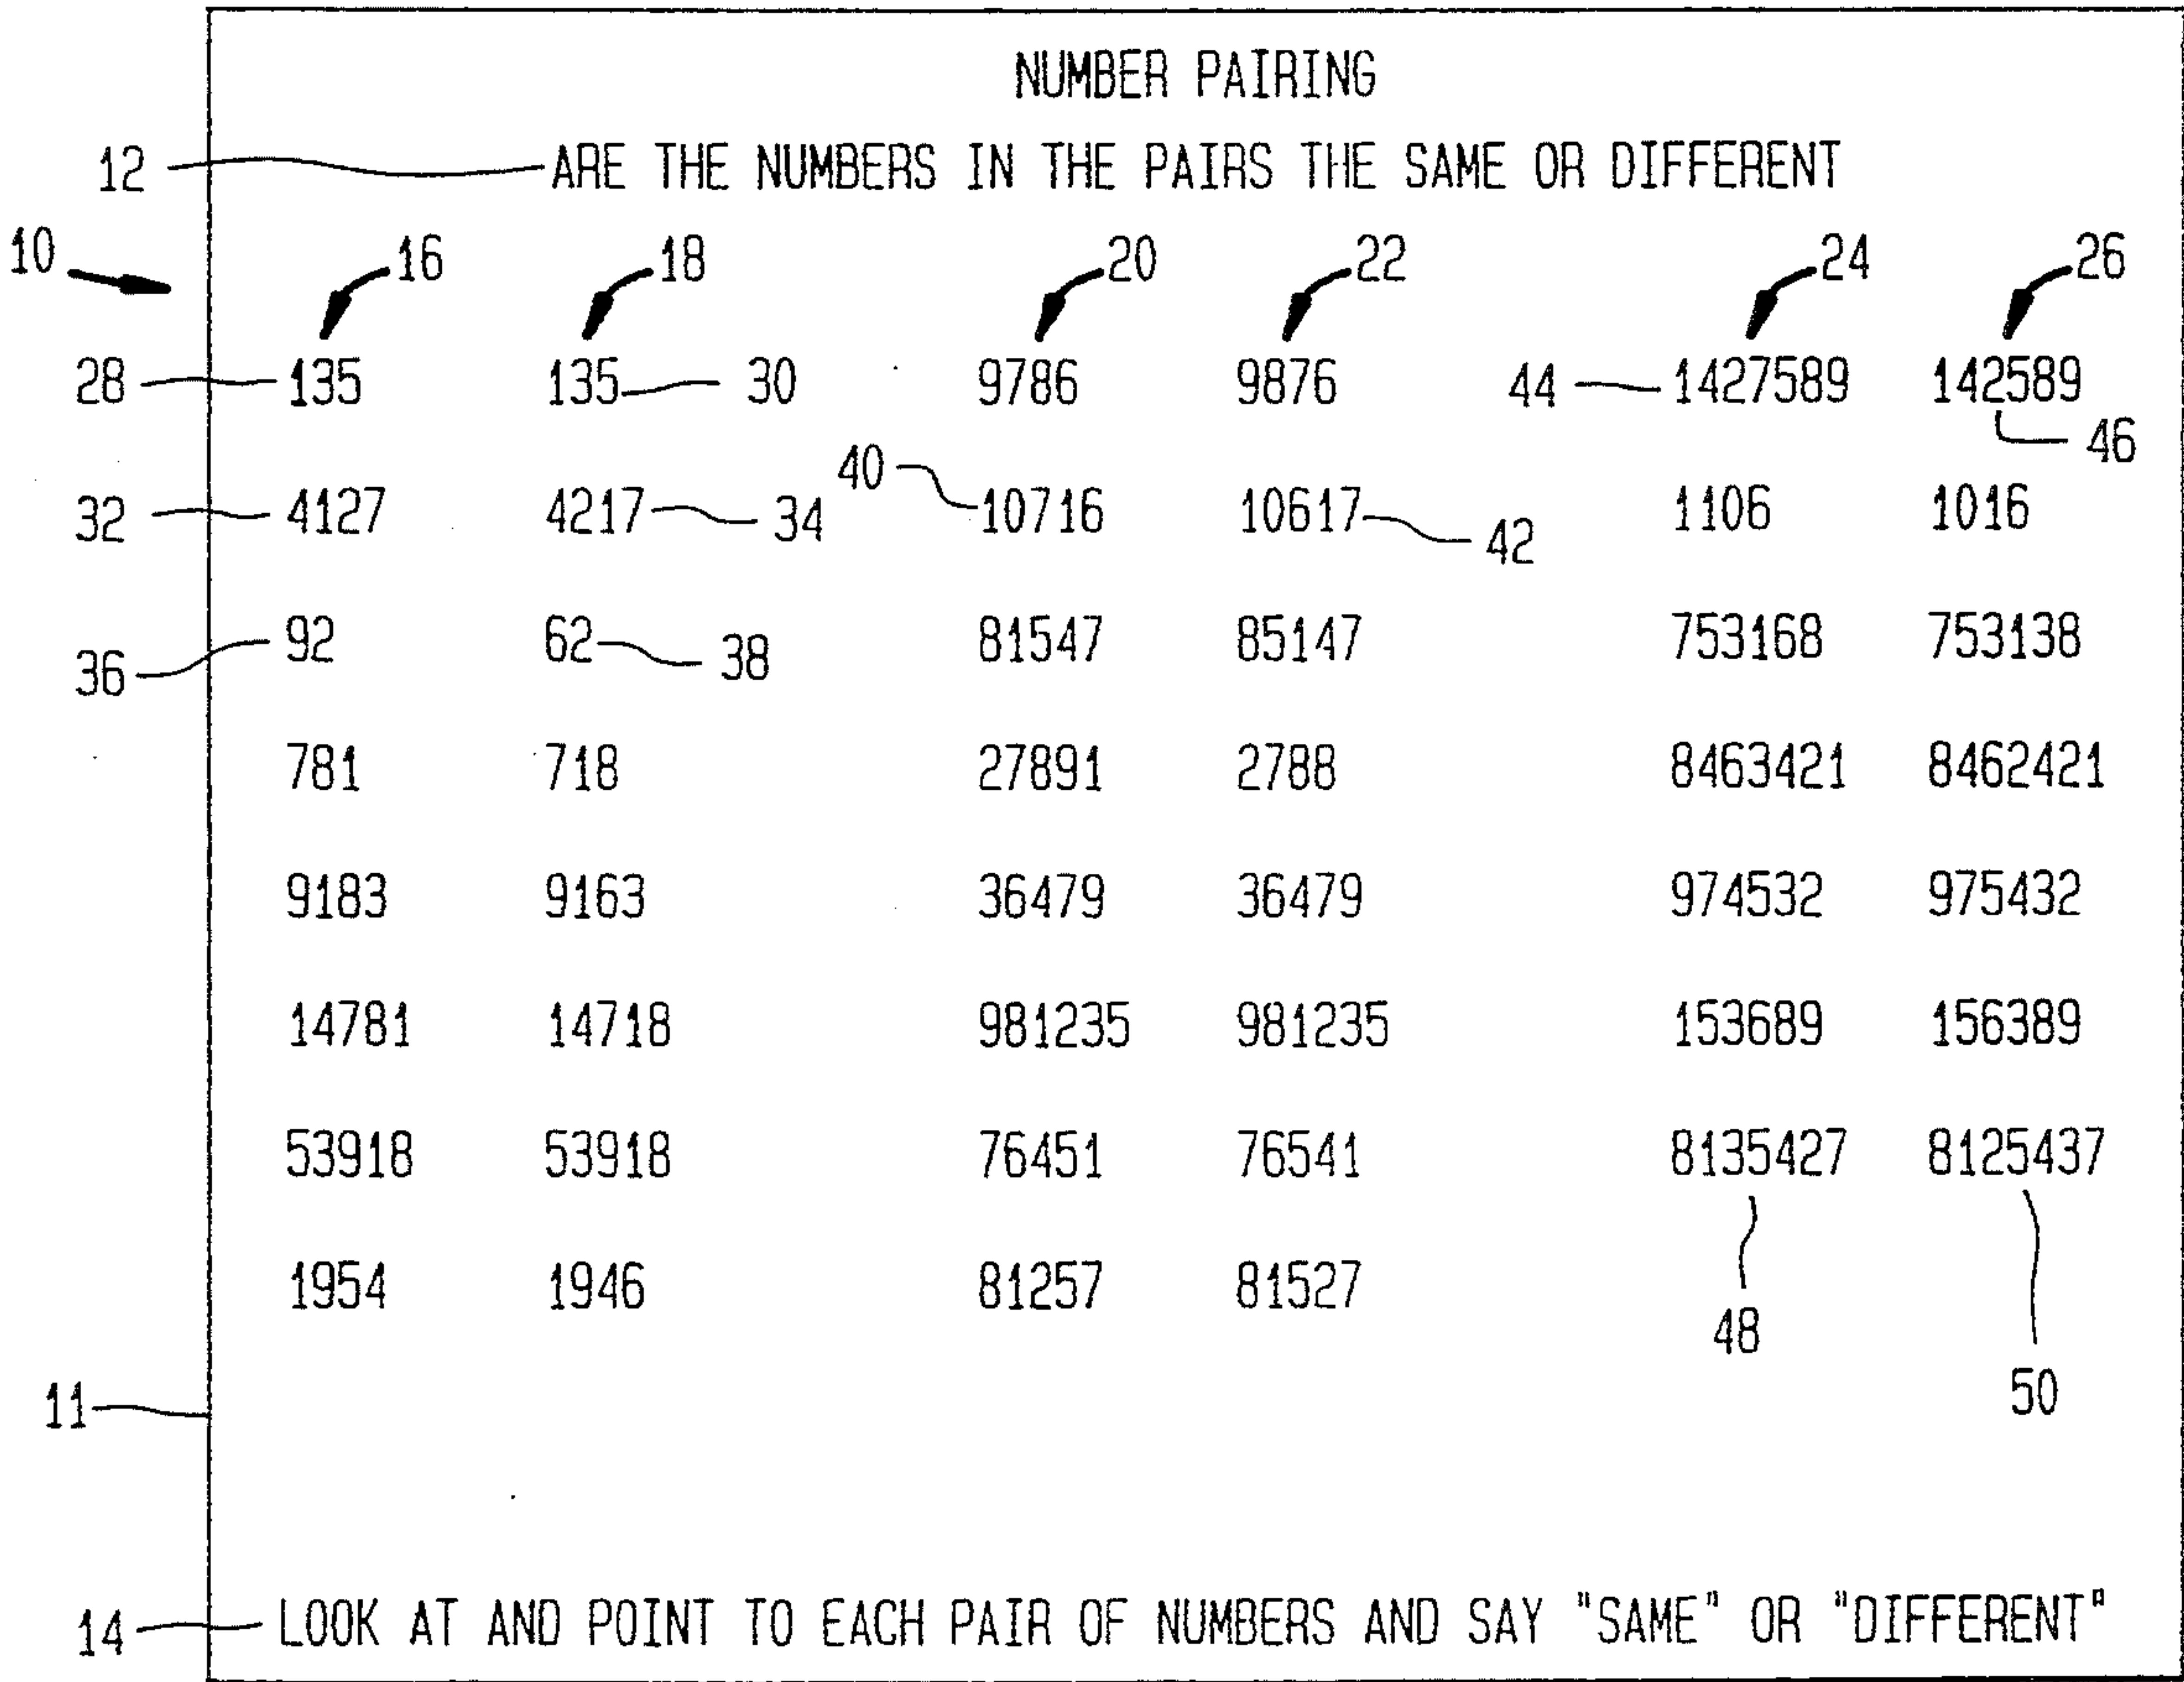 NUMBER PAIRING
12 ARE THE NUMBERS IN THE PAIRS THE SAME OR DIFFERENT
10 16 18 20 22 24 26
28 135 135 30 9786 9876 44 1427589 142589
46
40
32 4127 4217 34 10716 10617 42 1106 1016
36 92 62 38 81547 85147 753168 753138
781 718 27891 2788 8463421 8462421
9183 9163 36479 36479 974532 975432
14781 14718 981235 981235 153689 156389
53918 53918 76451 76541 8135427 8125437
1954 1946 81257 81527
48
11 50
14 LOOK AT AND POINT TO EACH PAIR OF NUMBERS AND SAY "SAME" OR "DIFFERENT"